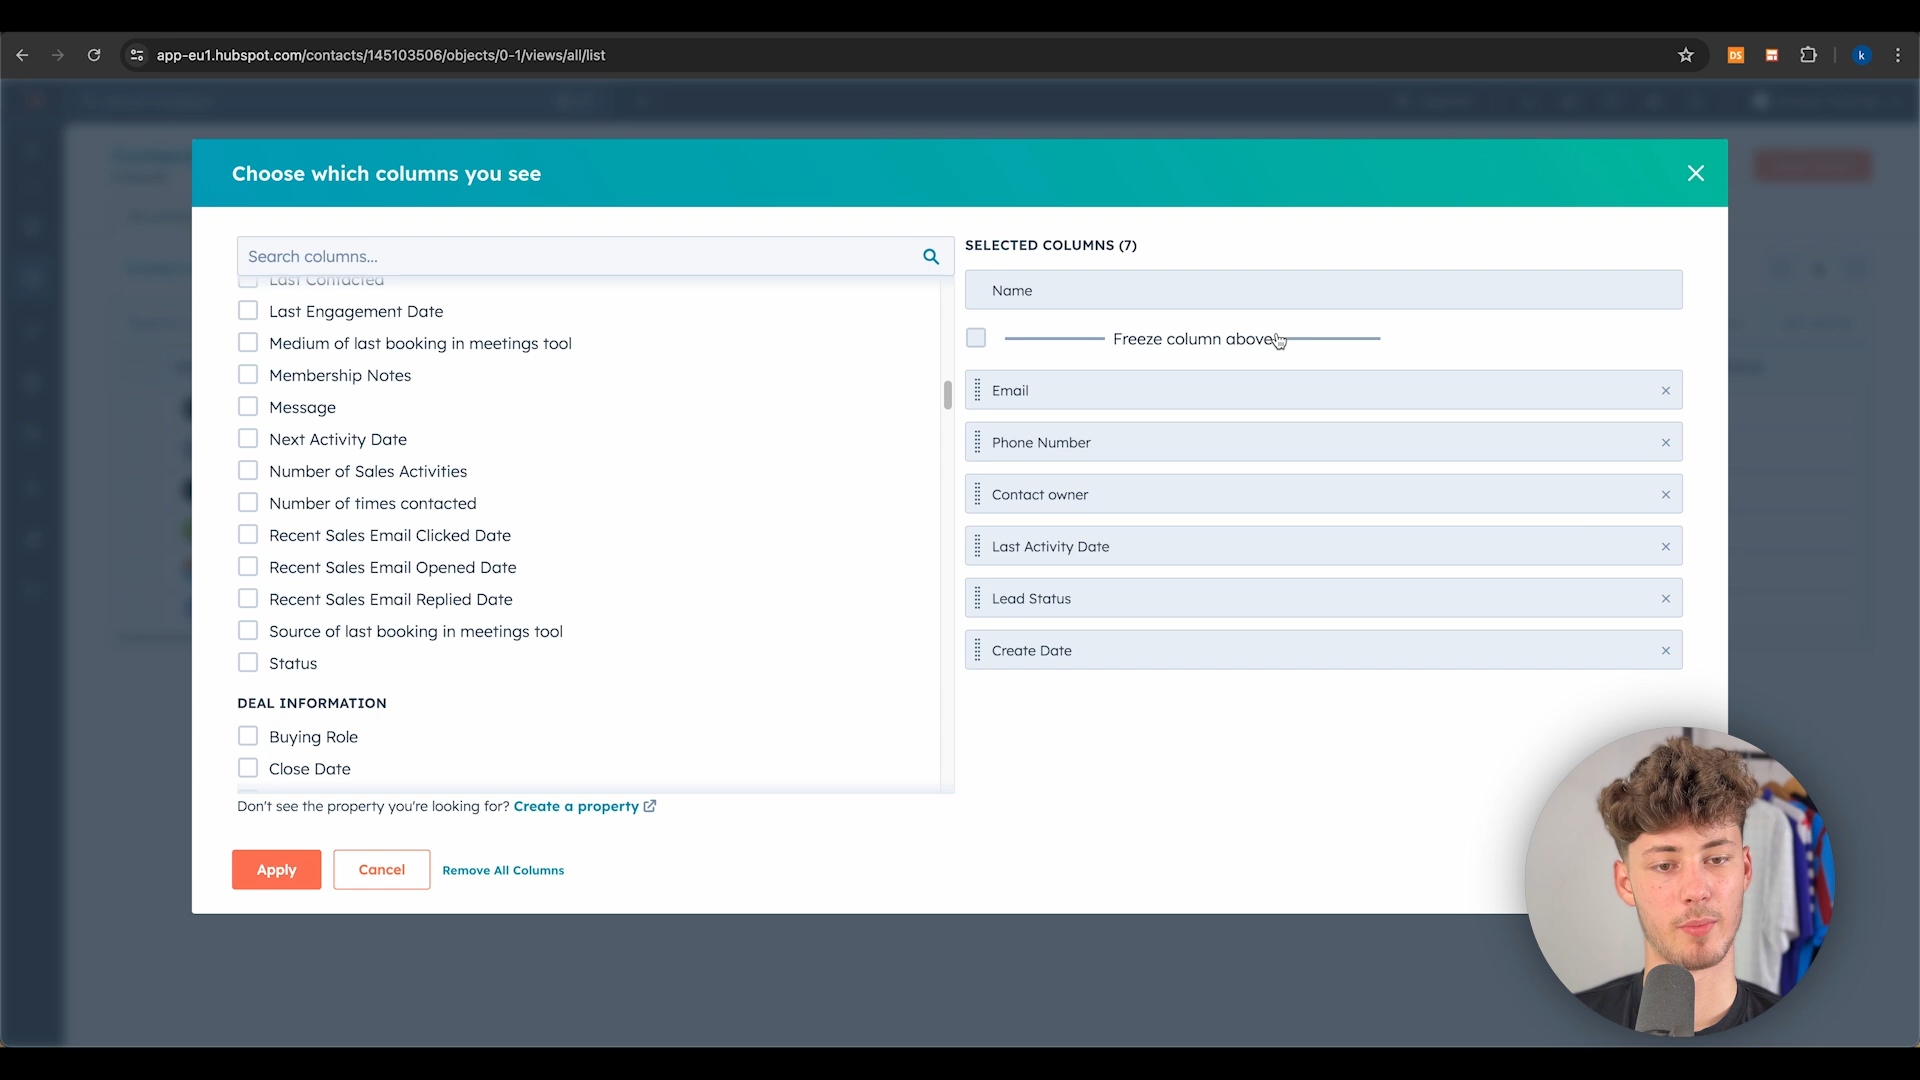 app-eu1.hubspot.com/contacts/145103506/objects/0-1/views/all/list
DS
k
Choose which columns you see
Search columns...
Last Contacted
Last Engagement Date
Medium of last booking in meetings tool
Membership Notes
Message
Next Activity Date
Number of Sales Activities
Number of times contacted
Recent Sales Email Clicked Date
Recent Sales Email Opened Date
Recent Sales Email Replied Date
Source of last booking in meetings tool
Status
DEAL INFORMATION
Buying Role
Close Date
Don't see the property you're looking for? Create a property
Apply
Cancel
Remove All Columns
SELECTED COLUMNS (7)
Name
Freeze column above
Email
Phone Number
Contact owner
Last Activity Date
Lead Status
Create Date